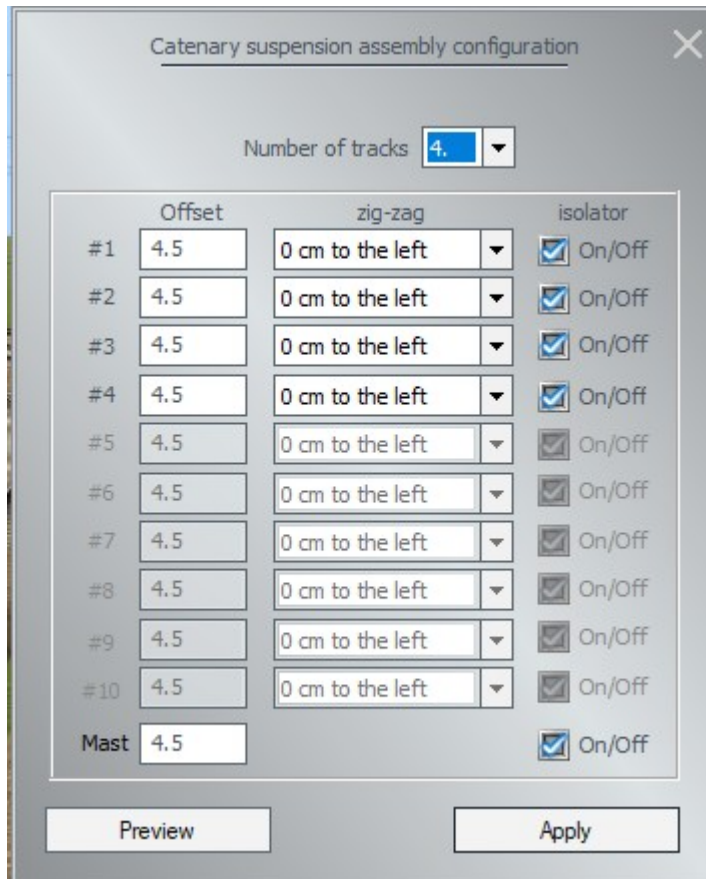 Catenary suspension assembly configuration
Number of tracks 4.
Offset zig-zag isolator
#1 4.5 0 cm to the left On/Off
#2 4.5 0 cm to the left On/Off
#3 4.5 0 cm to the left On/Off
#4 4.5 0 cm to the left On/Off
#5 4.5 0 cm to the left On/Off
#6 4.5 0 cm to the left On/Off
#7 4.5 0 cm to the left On/Off
#8 4.5 0 cm to the left On/Off
#9 4.5 0 cm to the left On/Off
#10 4.5 0 cm to the left On/Off
Mast 4.5 On/Off
Preview Apply